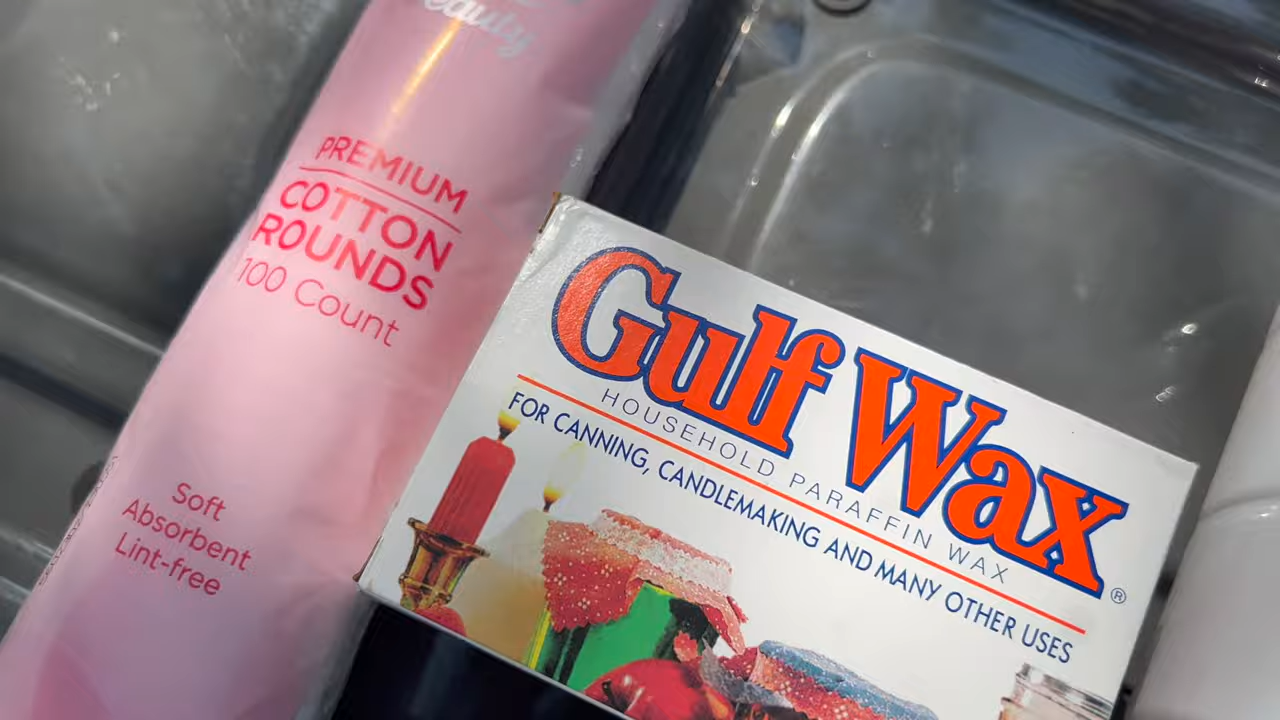 eauty
PREMIUM
COTTON
ROUNDS
100 Count
Soft
Absorbent
Lint-free
Gulf Wax®
HOUSEHOLD PARAFFIN WAX
FOR CANNING, CANDLEMAKING AND MANY OTHER USES